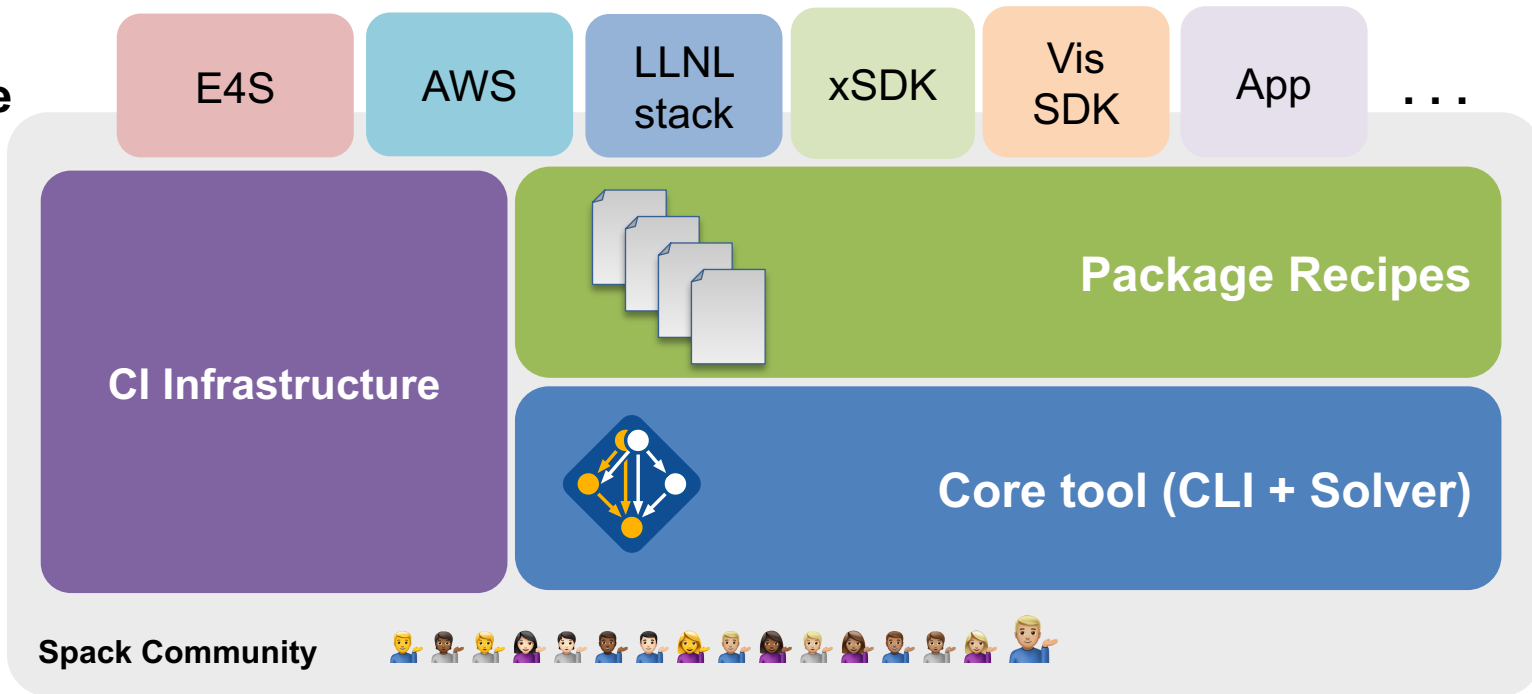 E4S
AWS
LLNL
stack
xSDK
Vis
SDK
App
. . .
e
Package Recipes
CI Infrastructure
Core tool (CLI + Solver)
Spack Community